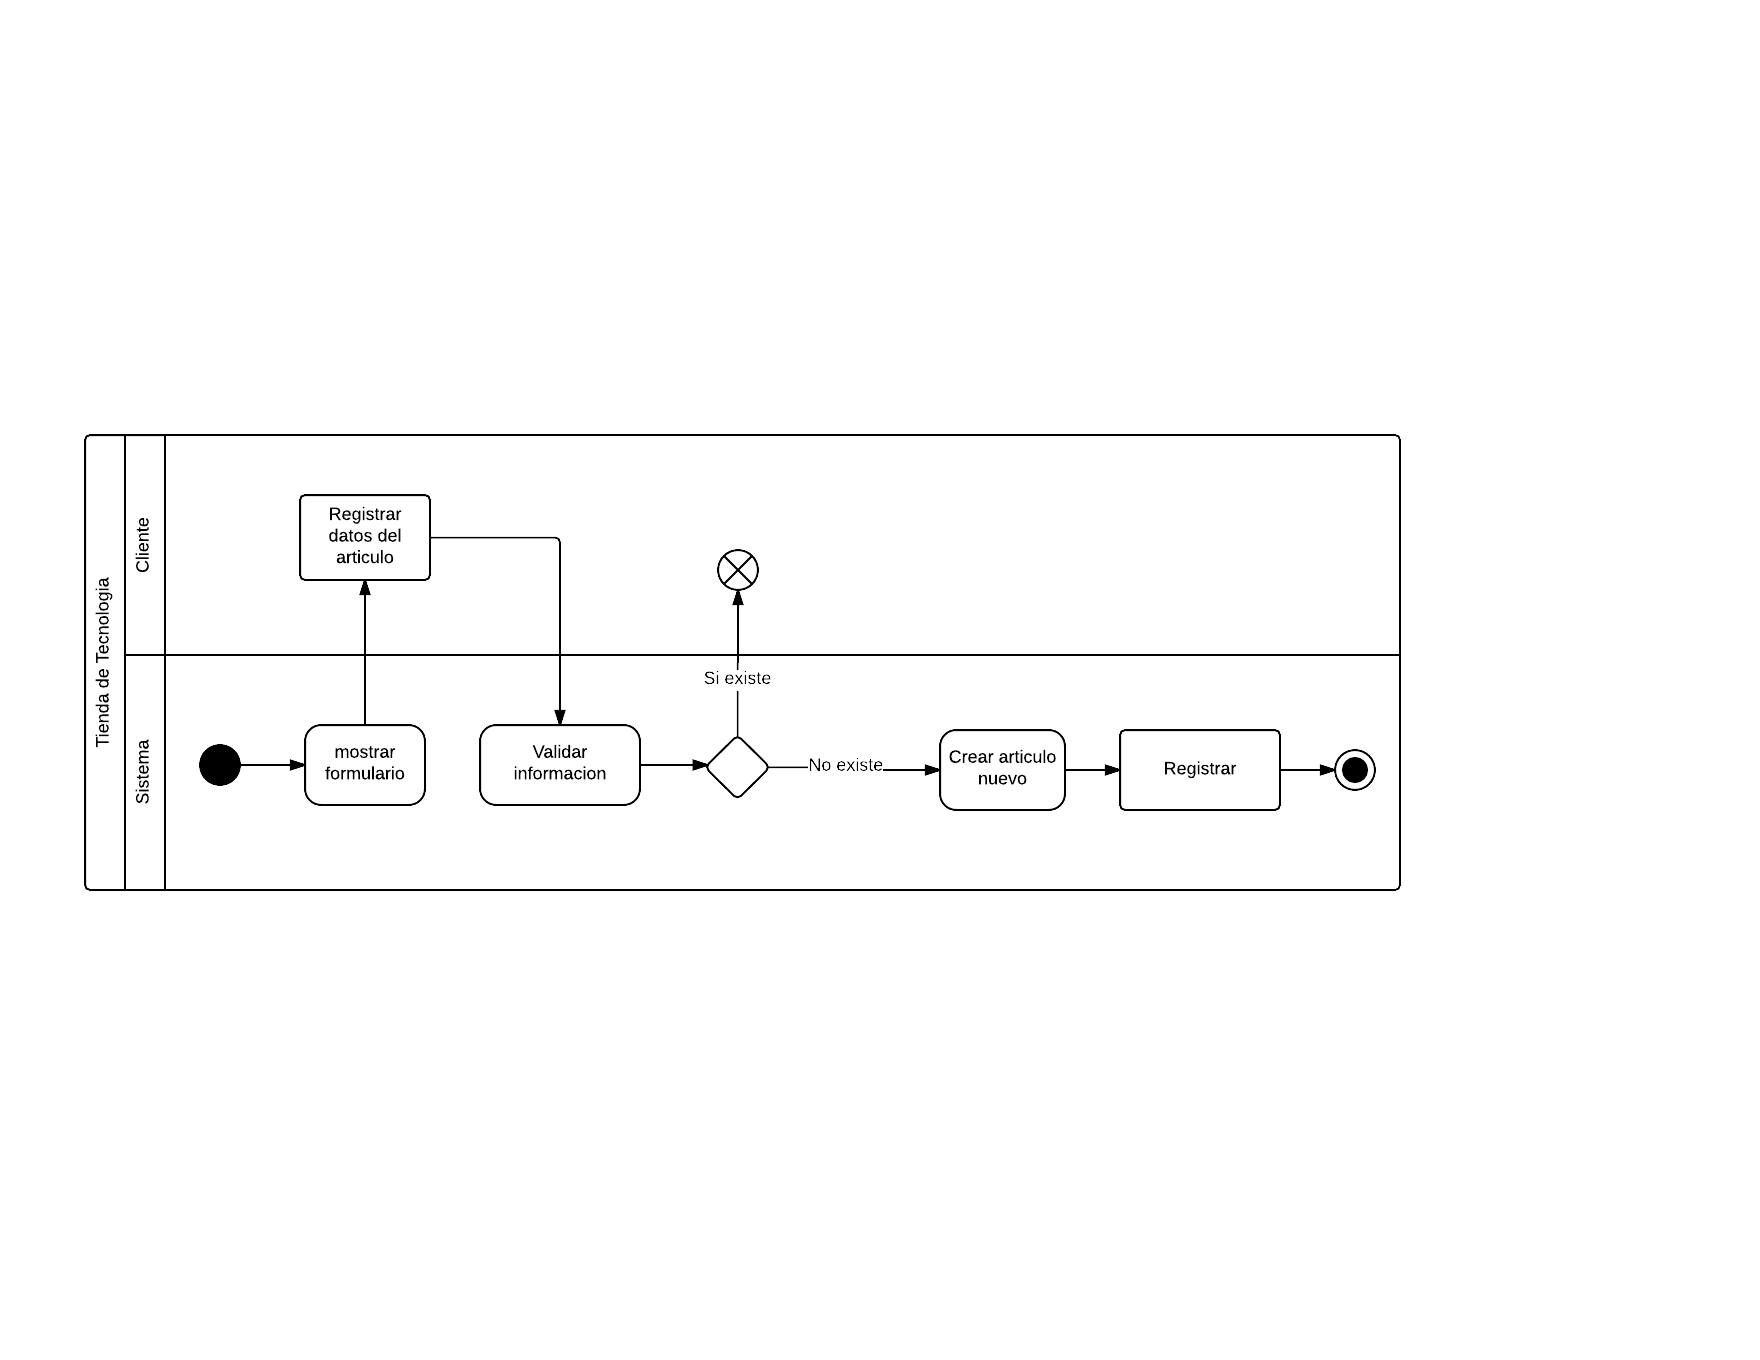 Tienda de Tecnologia
Cliente
Registrar
datos del
articulo
Sistema
mostrar
formulario
Validar
informacion
Si existe
No existe
Crear articulo
nuevo
Registrar